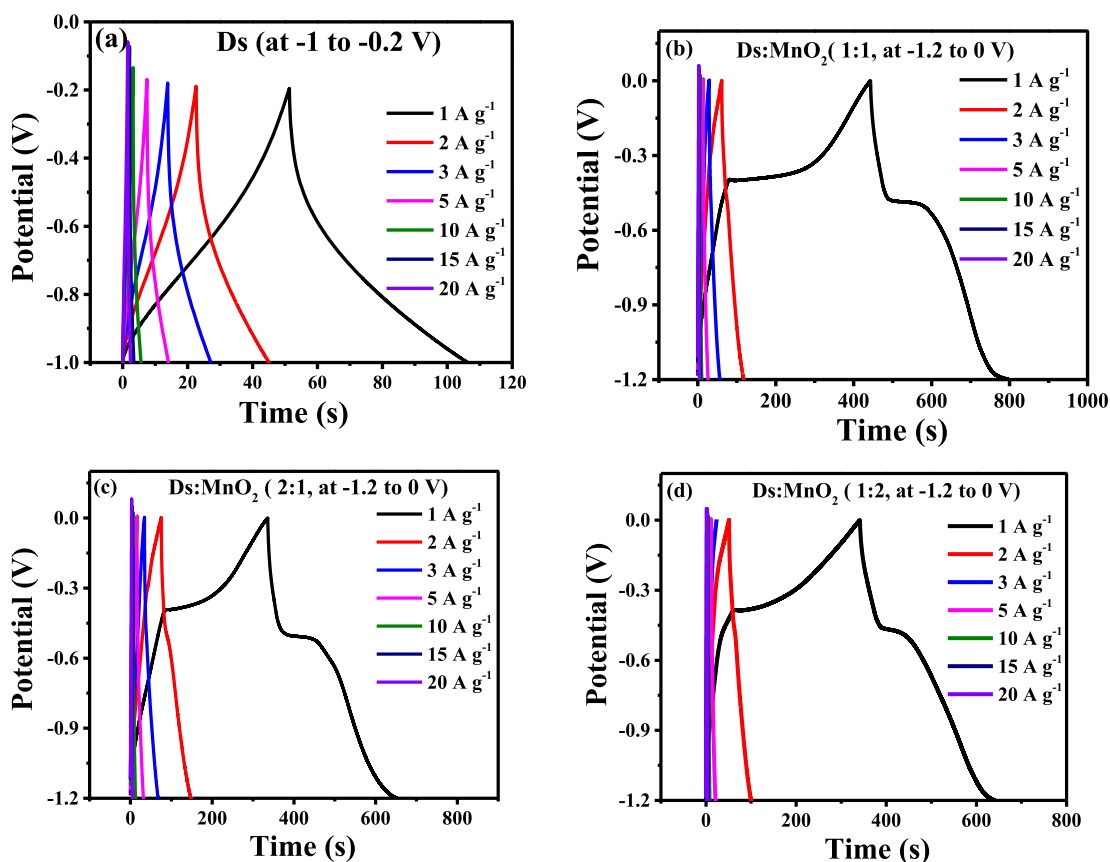 (a)
Ds (at -1 to -0.2 V)
0.0
-0.2
-0.4
-0.6
-0.8
-1.0
Potential (V)
1 A g⁻¹
2 A g⁻¹
3 A g⁻¹
5 A g⁻¹
10 A g⁻¹
15 A g⁻¹
20 A g⁻¹
0 20 40 60 80 100 120
Time (s)
(b)
Ds:MnO₂( 1:1, at -1.2 to 0 V)
0.0
-0.3
-0.6
-0.9
-1.2
Potential (V)
1 A g⁻¹
2 A g⁻¹
3 A g⁻¹
5 A g⁻¹
10 A g⁻¹
15 A g⁻¹
20 A g⁻¹
0 200 400 600 800 1000
Time (s)
(c)
Ds:MnO₂ ( 2:1, at -1.2 to 0 V)
0.0
-0.3
-0.6
-0.9
-1.2
Potential (V)
1 A g⁻¹
2 A g⁻¹
3 A g⁻¹
5 A g⁻¹
10 A g⁻¹
15 A g⁻¹
20 A g⁻¹
0 200 400 600 800
Time (s)
(d)
Ds:MnO₂ ( 1:2, at -1.2 to 0 V)
0.0
-0.3
-0.6
-0.9
-1.2
Potential (V)
1 A g⁻¹
2 A g⁻¹
3 A g⁻¹
5 A g⁻¹
10 A g⁻¹
15 A g⁻¹
20 A g⁻¹
0 200 400 600 800
Time (s)